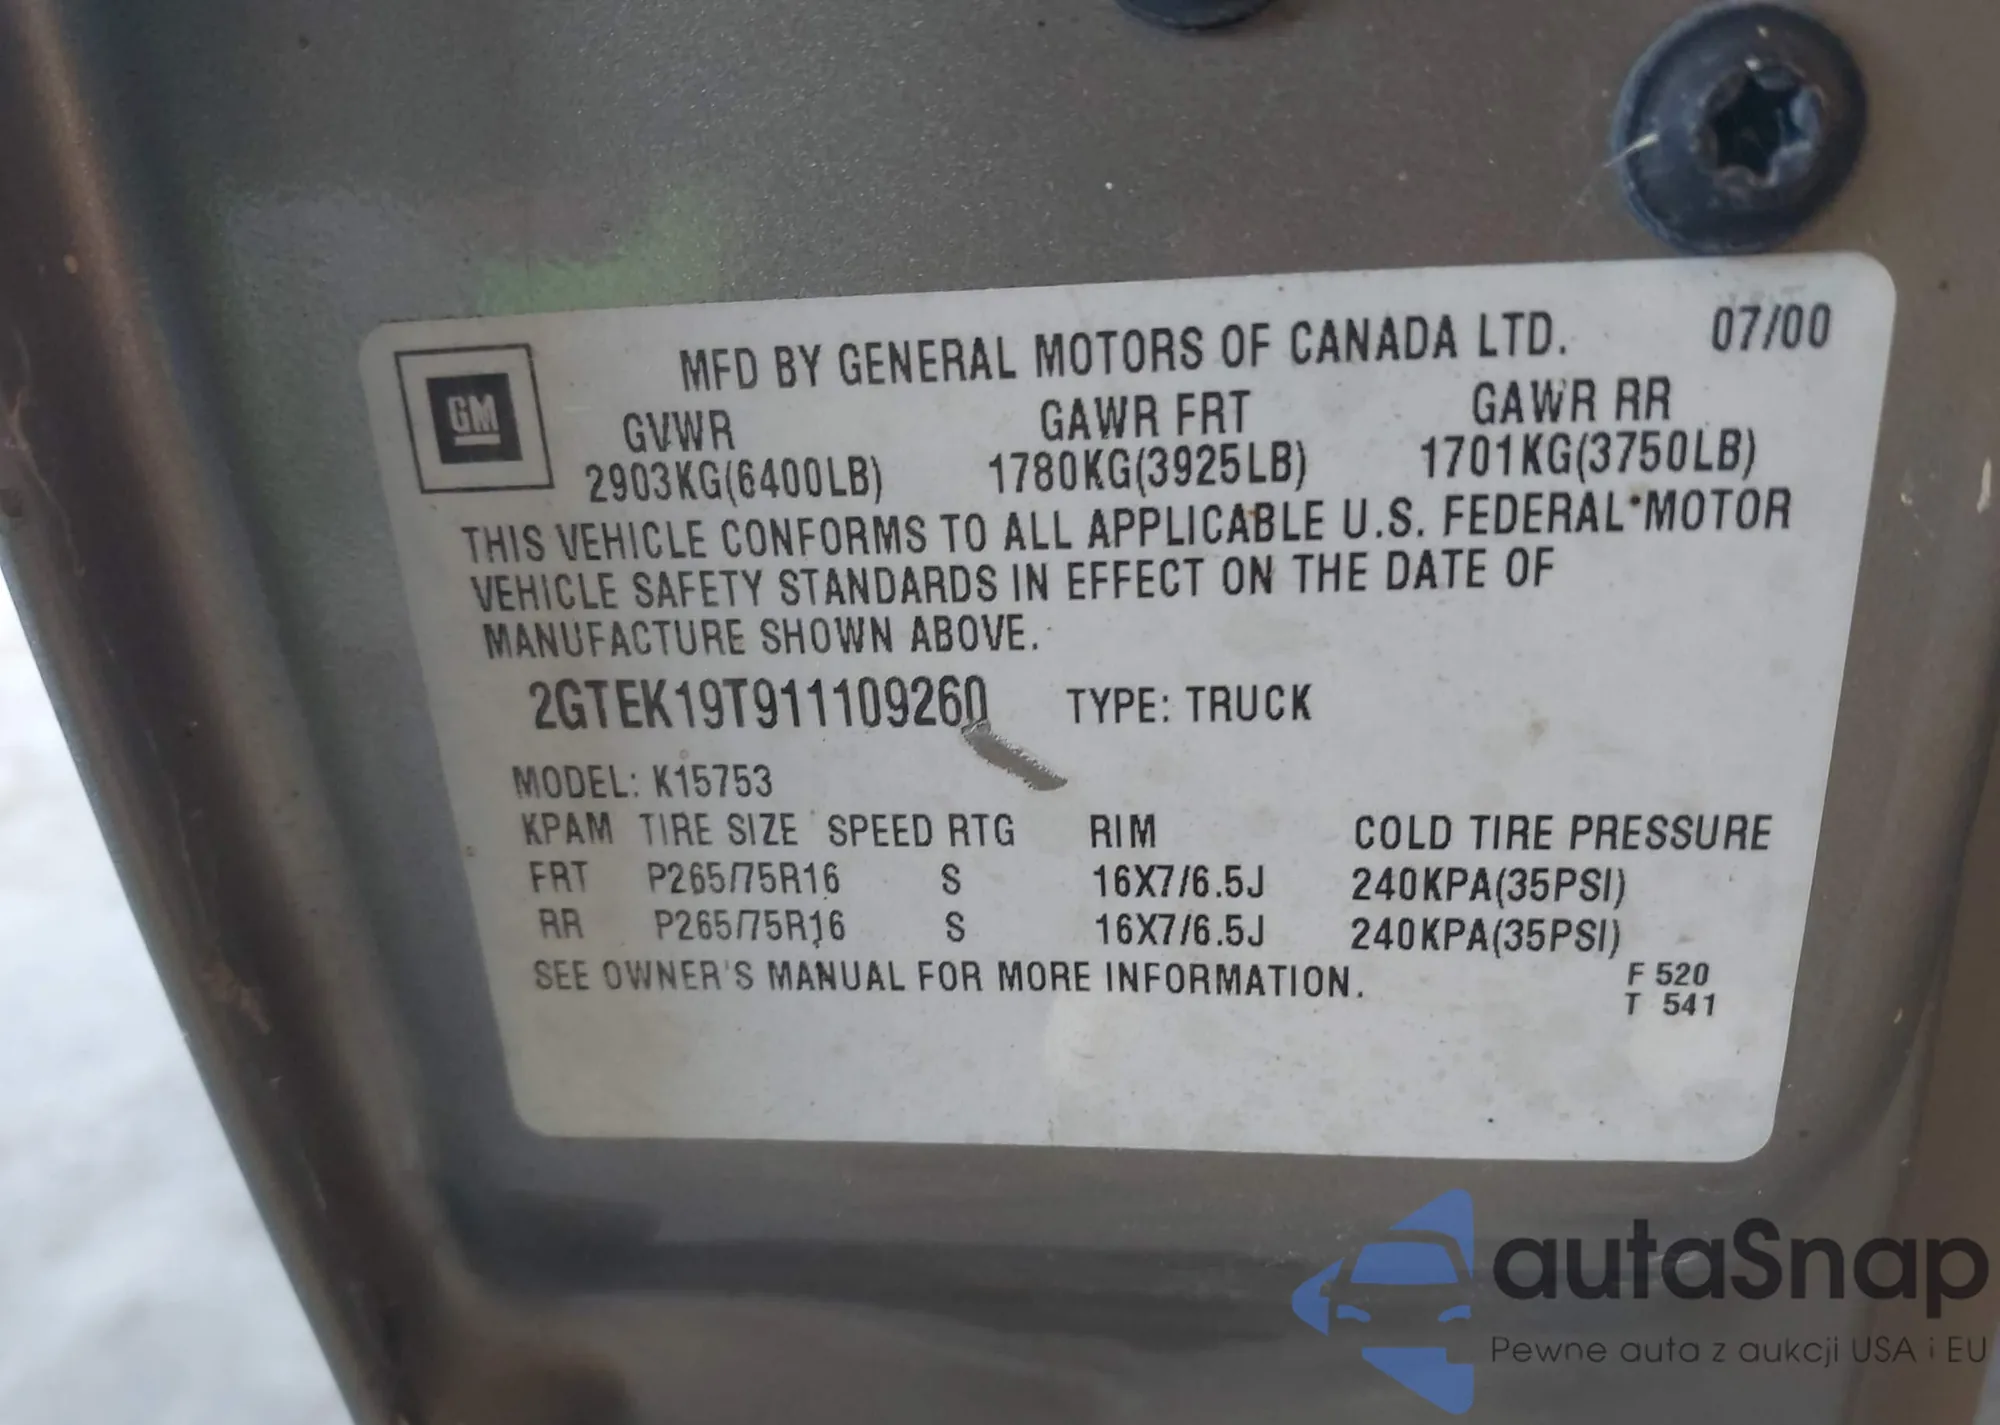 MFD BY GENERAL MOTORS OF CANADA LTD. 07/00
GM
GVWR GAWR FRT GAWR RR
2903KG(6400LB) 1780KG(3925LB) 1701KG(3750LB)
THIS VEHICLE CONFORMS TO ALL APPLICABLE U.S. FEDERAL MOTOR
VEHICLE SAFETY STANDARDS IN EFFECT ON THE DATE OF
MANUFACTURE SHOWN ABOVE.
2GTEK19T911109260 TYPE: TRUCK
MODEL: K15753
KPAM TIRE SIZE SPEED RTG RIM COLD TIRE PRESSURE
FRT P265/75R16 S 16X7/6.5J 240KPA(35PSI)
RR P265/75R16 S 16X7/6.5J 240KPA(35PSI)
SEE OWNER'S MANUAL FOR MORE INFORMATION.
F 520
T 541
autaSnap
Pewne auta z aukcji USA i EU